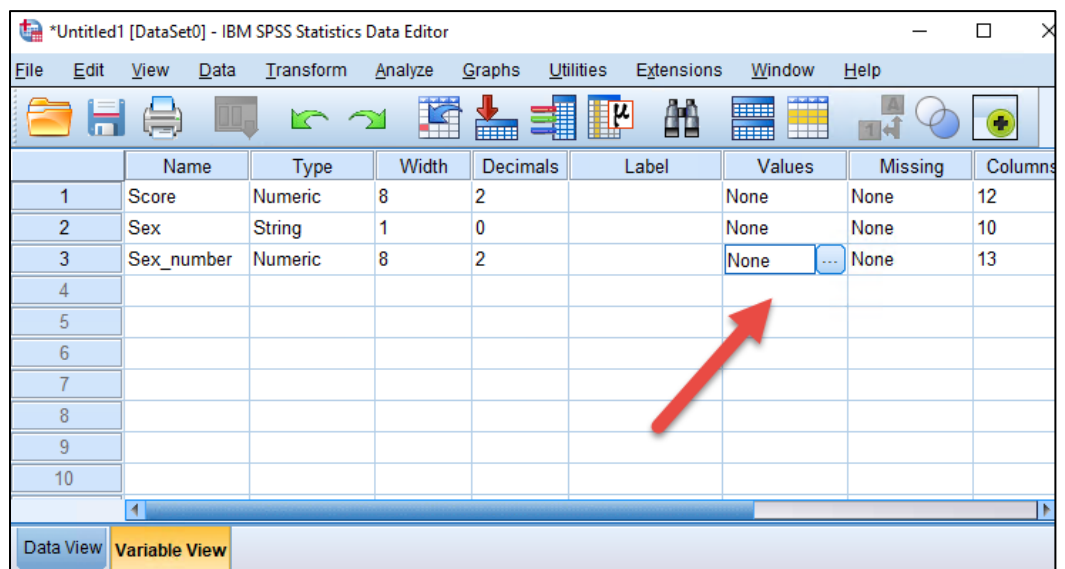 *Untitled1 [DataSet0] - IBM SPSS Statistics Data Editor
File Edit View Data Transform Analyze Graphs Utilities Extensions Window Help
μ A 1
Name Type Width Decimals Label Values Missing Columns
1 Score Numeric 8 2 None None 12
2 Sex String 1 0 None None 10
3 Sex_number Numeric 8 2 None ... None 13
4
5
6
7
8
9
10
Data View Variable View